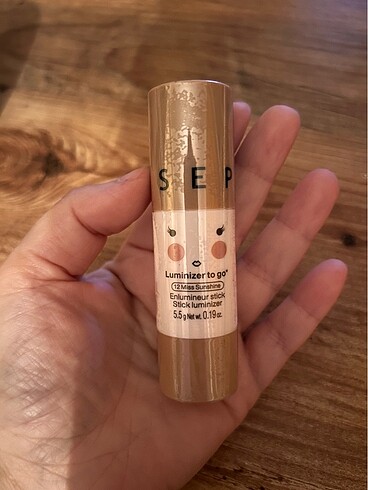 SEP
Luminizer to go*
12 Miss Sunshine
Enlumineur stick
Stick luminizer
5.5 g Net wt. 0.19 oz.